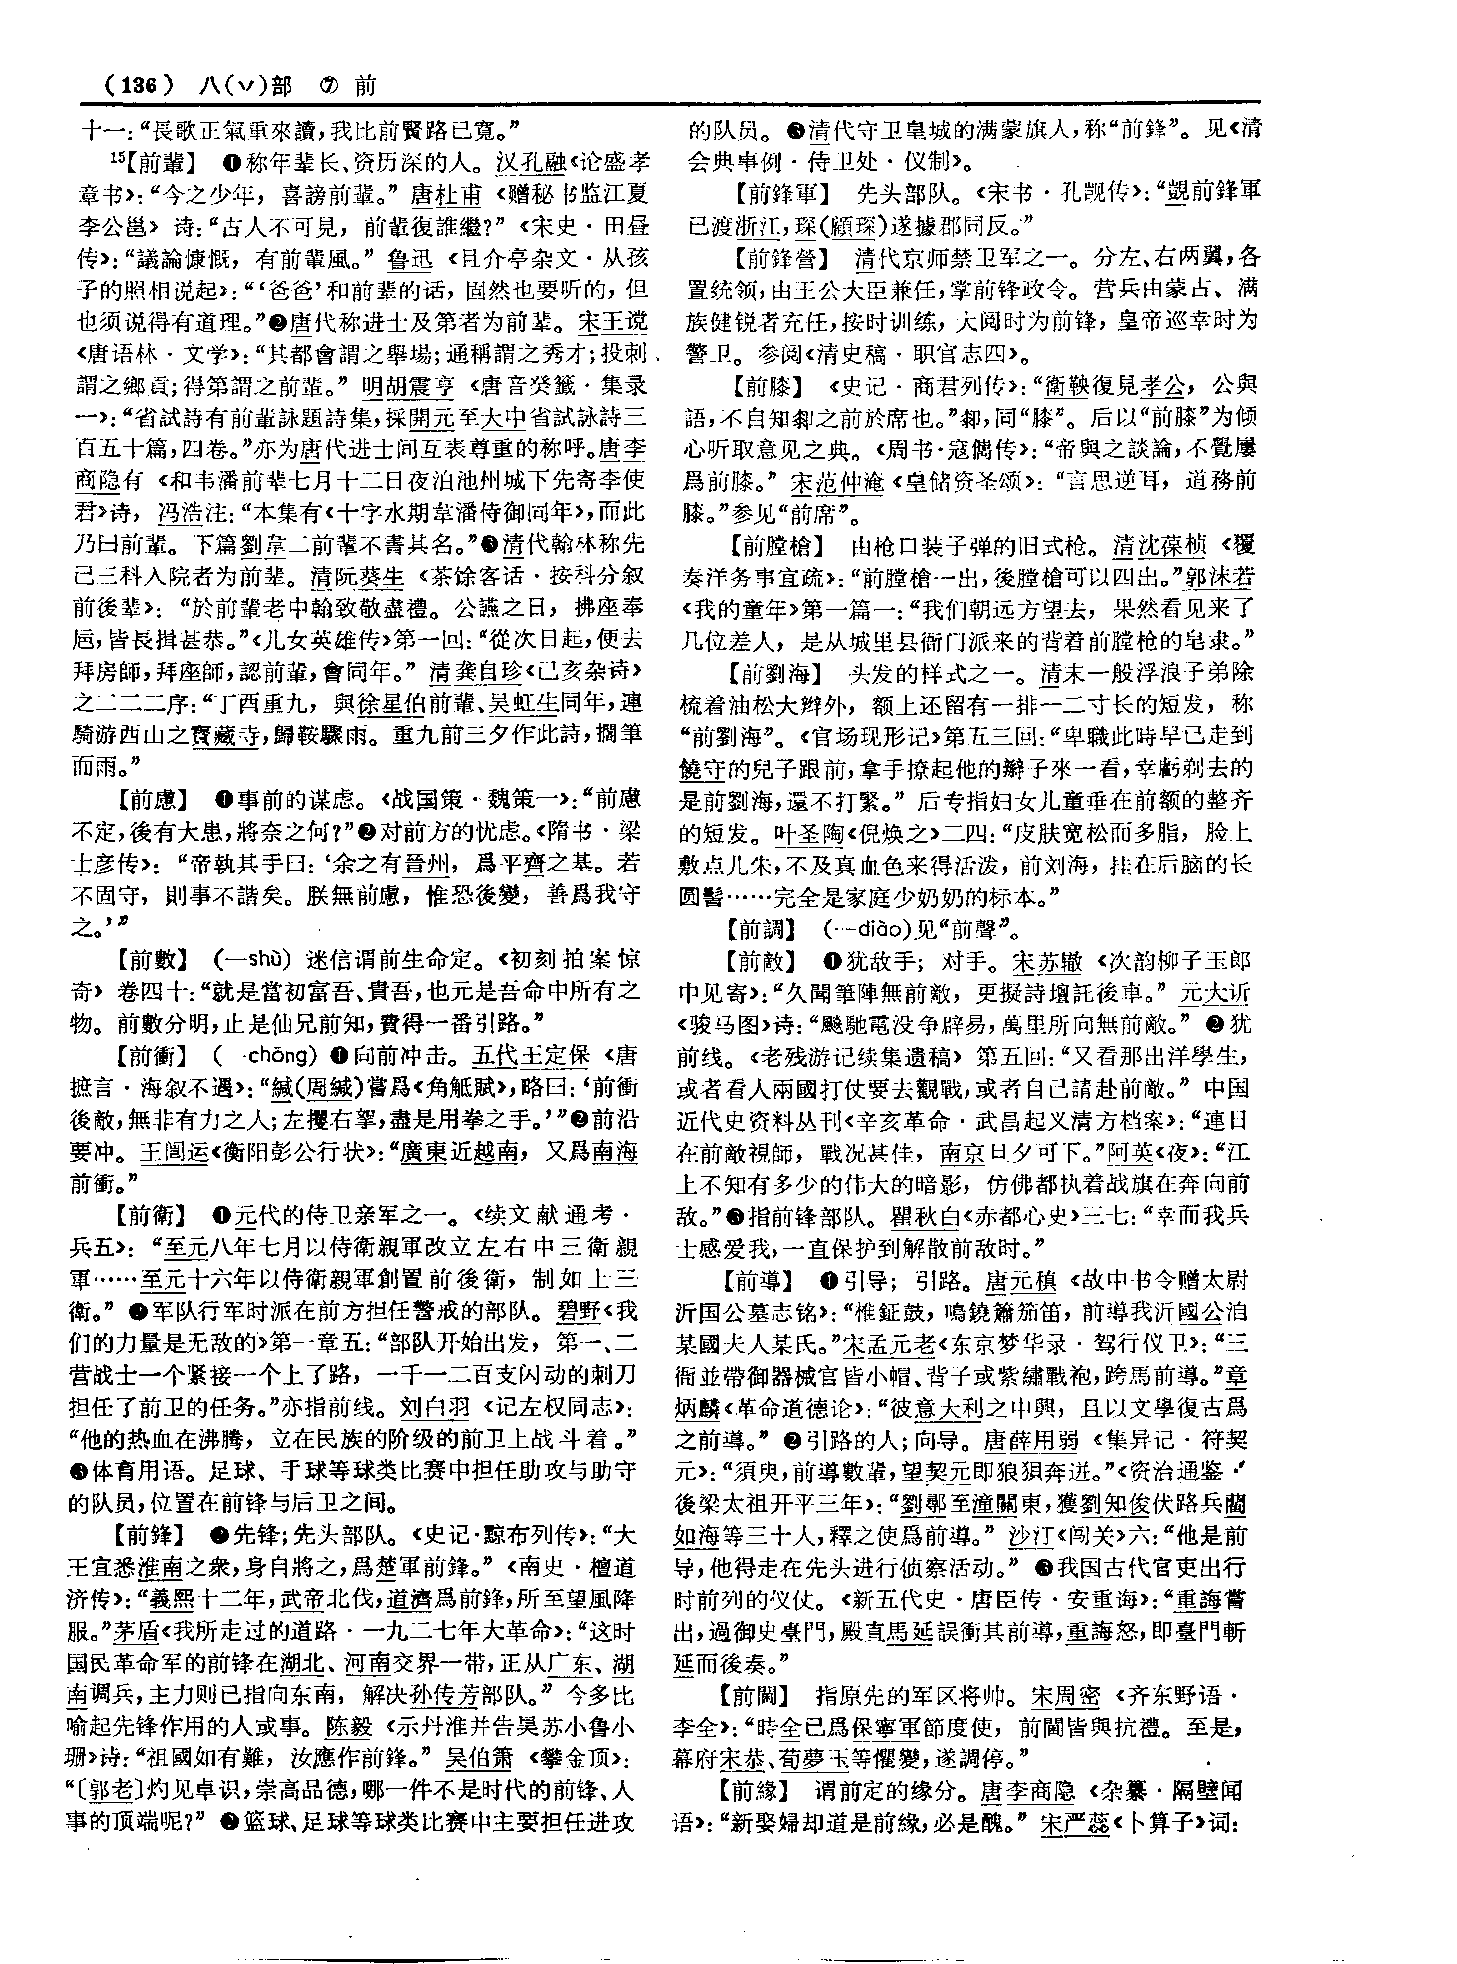 （136） 八(丷)部 ⑦ 前
十一：“長歌正氣重來讀，我比前賢路已寬。”
15【前輩】 ❶称年辈长、资历深的人。汉孔融《论盛孝
章书》：“今之少年，喜謗前輩。”唐杜甫《赠秘书监江夏
李公邕》诗：“古人不可見，前輩復誰繼？”《宋史·田昼
传》：“議論慷慨，有前輩風。”鲁迅《且介亭杂文·从孩
子的照相说起》：“‘爸爸’和前辈的话，固然也要听的，但
也须说得有道理。”❷唐代称进士及第者为前辈。宋王谠
《唐语林·文学》：“其都會謂之舉場；通稱謂之秀才；投刺
謂之鄉貢；得第謂之前輩。”明胡震亨《唐音癸籤·集录
一》：“省試詩有前輩詠題詩集，採開元至大中省試詠詩三
百五十篇，四卷。”亦为唐代进士间互表尊重的称呼。唐李
商隐有《和韦潘前辈七月十二日夜泊池州城下先寄李使
君》诗，冯浩注：“本集有《十字水期韋潘侍御同年》，而此
乃曰前輩。下篇劉韋二前輩不書其名。”❸清代翰林称先
己三科入院者为前辈。清阮葵生《茶馀客话·按科分叙
前後辈》：“於前輩老中翰致敬盡禮。公讌之日，拂座奉
巵，皆長揖甚恭。”《儿女英雄传》第一回：“從次日起，便去
拜房師，拜座師，認前輩，會同年。”清龚自珍《己亥杂诗》
之二二二序：“丁酉重九，與徐星伯前輩、吴虹生同年，連
騎游西山之寶藏寺，歸鞍驟雨。重九前三夕作此詩，擱筆
而雨。”
【前慮】 ❶事前的谋虑。《战国策·魏策一》：“前慮
不定，後有大患，將奈之何？”❷对前方的忧虑。《隋书·梁
士彦传》：“帝執其手曰：‘余之有晉州，爲平齊之基。若
不固守，則事不諧矣。朕無前慮，惟恐後變，善爲我守
之。’”
【前數】 (—shù) 迷信谓前生命定。《初刻拍案惊
奇》卷四十：“就是當初富吾、貴吾，也元是吾命中所有之
物。前數分明，止是仙兄前知，費得一番引路。”
【前衝】 ( -chōng) ❶向前冲击。五代王定保《唐
摭言·海叙不遇》：“緘(周緘)嘗爲《角觝賦》，略曰：‘前衝
後敵，無非有力之人；左攫右拏，盡是用拳之手。’”❷前沿
要冲。王闿运《衡阳彭公行状》：“廣東近越南，又爲南海
前衝。”
【前衛】 ❶元代的侍卫亲军之一。《续文献通考·
兵五》：“至元八年七月以侍衛親軍改立左右中三衛親
軍……至元十六年以侍衛親軍創置前後衛，制如上三
衛。”❷军队行军时派在前方担任警戒的部队。碧野《我
们的力量是无敌的》第一章五：“部队开始出发，第一、二
营战士一个紧接一个上了路，一千一二百支闪动的刺刀
担任了前卫的任务。”亦指前线。刘白羽《记左权同志》：
“他的热血在沸腾，立在民族的阶级的前卫上战斗着。”
❸体育用语。足球、手球等球类比赛中担任助攻与助守
的队员，位置在前锋与后卫之间。
【前鋒】 ❶先锋；先头部队。《史记·黥布列传》：“大
王宜悉淮南之衆，身自將之，爲楚軍前鋒。”《南史·檀道
济传》：“義熙十二年，武帝北伐，道濟爲前鋒，所至望風降
服。”茅盾《我所走过的道路·一九二七年大革命》：“这时
国民革命军的前锋在湖北、河南交界一带，正从广东、湖
南调兵，主力则已指向东南，解决孙传芳部队。”今多比
喻起先锋作用的人或事。陈毅《示丹淮并告昊苏小鲁小
珊》诗：“祖國如有難，汝應作前鋒。”吴伯箫《攀金顶》：
“〔郭老〕灼见卓识，崇高品德，哪一件不是时代的前锋、人
事的顶端呢？”❷篮球、足球等球类比赛中主要担任进攻
的队员。❸清代守卫皇城的满蒙旗人，称“前鋒”。见《清
会典事例·侍卫处·仪制》。
【前鋒軍】 先头部队。《宋书·孔觊传》：“覬前鋒軍
已渡浙江，琛(顧琛)遂據郡同反。”
【前鋒營】 清代京师禁卫军之一。分左、右两翼，各
置统领，由王公大臣兼任，掌前锋政令。营兵由蒙古、满
族健锐者充任，按时训练，大阅时为前锋，皇帝巡幸时为
警卫。参阅《清史稿·职官志四》。
【前膝】 《史记·商君列传》：“衛鞅復見孝公，公與
語，不自知厀之前於席也。”厀，同“膝”。后以“前膝”为倾
心听取意见之典。《周书·寇儁传》：“帝與之談論，不覺屢
爲前膝。”宋范仲淹《皇储资圣颂》：“言思逆耳，道務前
膝。”参见“前席”。
【前膛槍】 由枪口装子弹的旧式枪。清沈葆桢《覆
奏洋务事宜疏》：“前膛槍一出，後膛槍可以四出。”郭沫若
《我的童年》第一篇一：“我们朝远方望去，果然看见来了
几位差人，是从城里县衙门派来的背着前膛枪的皂隶。”
【前劉海】 头发的样式之一。清末一般浮浪子弟除
梳着油松大辫外，额上还留有一排一二寸长的短发，称
“前劉海”。《官场现形记》第五三回：“卑職此時早已走到
饒守的兒子跟前，拿手撩起他的辮子來一看，幸虧剃去的
是前劉海，還不打緊。”后专指妇女儿童垂在前额的整齐
的短发。叶圣陶《倪焕之》二四：“皮肤宽松而多脂，脸上
敷点儿朱，不及真血色来得活泼，前刘海，挂在后脑的长
圆髻……完全是家庭少奶奶的标本。”
【前調】 (—diào)见“前聲”。
【前敵】 ❶犹敌手；对手。宋苏辙《次韵柳子玉郎
中见寄》：“久聞筆陣無前敵，更擬詩壇託後車。”元大䜣
《骏马图》诗：“飈馳電没争辟易，萬里所向無前敵。”❷犹
前线。《老残游记续集遗稿》第五回：“又看那出洋學生，
或者看人兩國打仗要去觀戰，或者自己請赴前敵。”中国
近代史资料丛刊《辛亥革命·武昌起义清方档案》：“連日
在前敵視師，戰況甚佳，南京日夕可下。”阿英《夜》：“江
上不知有多少的伟大的暗影，仿佛都执着战旗在奔向前
敌。”❸指前锋部队。瞿秋白《赤都心史》三七：“幸而我兵
士感爱我，一直保护到解散前敌时。”
【前導】 ❶引导；引路。唐元稹《故中书令赠太尉
沂国公墓志铭》：“惟鉦鼓，鳴鐃簫笳笛，前導我沂國公洎
某國夫人某氏。”宋孟元老《东京梦华录·驾行仪卫》：“三
衙並帶御器械官皆小帽、背子或紫繡戰袍，跨馬前導。”章
炳麟《革命道德论》：“彼意大利之中興，且以文學復古爲
之前導。”❷引路的人；向导。唐薛用弱《集异记·符契
元》：“須臾，前導數輩，望契元即狼狽奔迸。”《资治通鉴·
後梁太祖开平三年》：“劉鄩至潼關東，獲劉知俊伏路兵藺
如海等三十人，釋之使爲前導。”沙汀《闯关》六：“他是前
导，他得走在先头进行侦察活动。”❸我国古代官吏出行
时前列的仪仗。《新五代史·唐臣传·安重诲》：“重誨嘗
出，過御史臺門，殿直馬延誤衝其前導，重誨怒，即臺門斬
延而後奏。”
【前閫】 指原先的军区将帅。宋周密《齐东野语·
李全》：“時全已爲保寧軍節度使，前閫皆與抗禮。至是，
幕府宋恭、荀夢玉等懼變，遂調停。”
【前緣】 谓前定的缘分。唐李商隐《杂纂·隔壁闻
语》：“新娶婦却道是前緣，必是醜。”宋严蕊《卜算子》词：